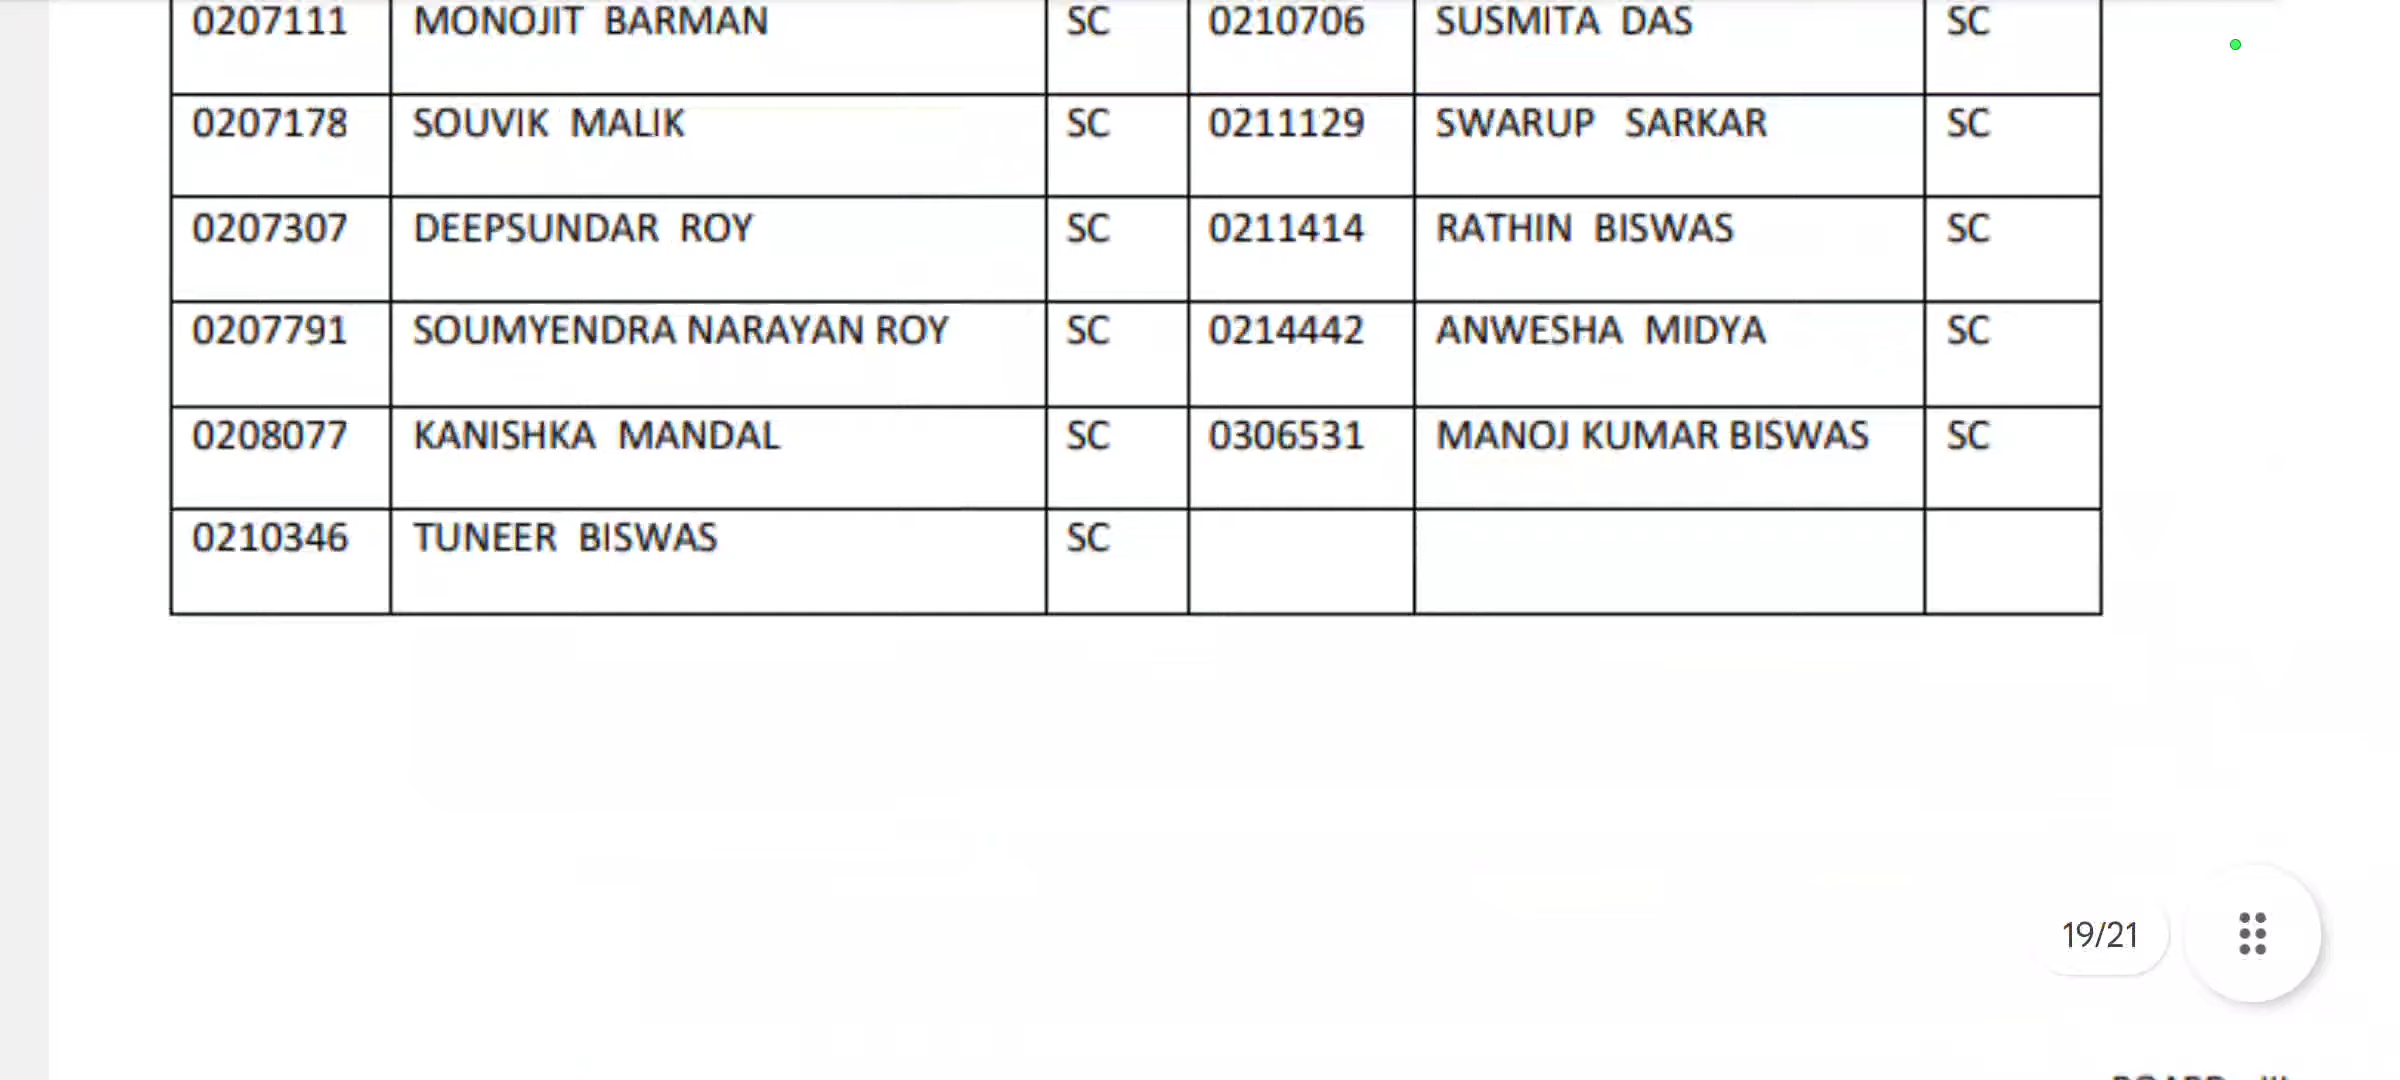 0207111 MONOJIT BARMAN SC 0210706 SUSMITA DAS SC
0207178 SOUVIK MALIK SC 0211129 SWARUP SARKAR SC
0207307 DEEPSUNDAR ROY SC 0211414 RATHIN BISWAS SC
0207791 SOUMYENDRA NARAYAN ROY SC 0214442 ANWESHA MIDYA SC
0208077 KANISHKA MANDAL SC 0306531 MANOJ KUMAR BISWAS SC
0210346 TUNEER BISWAS SC
19/21